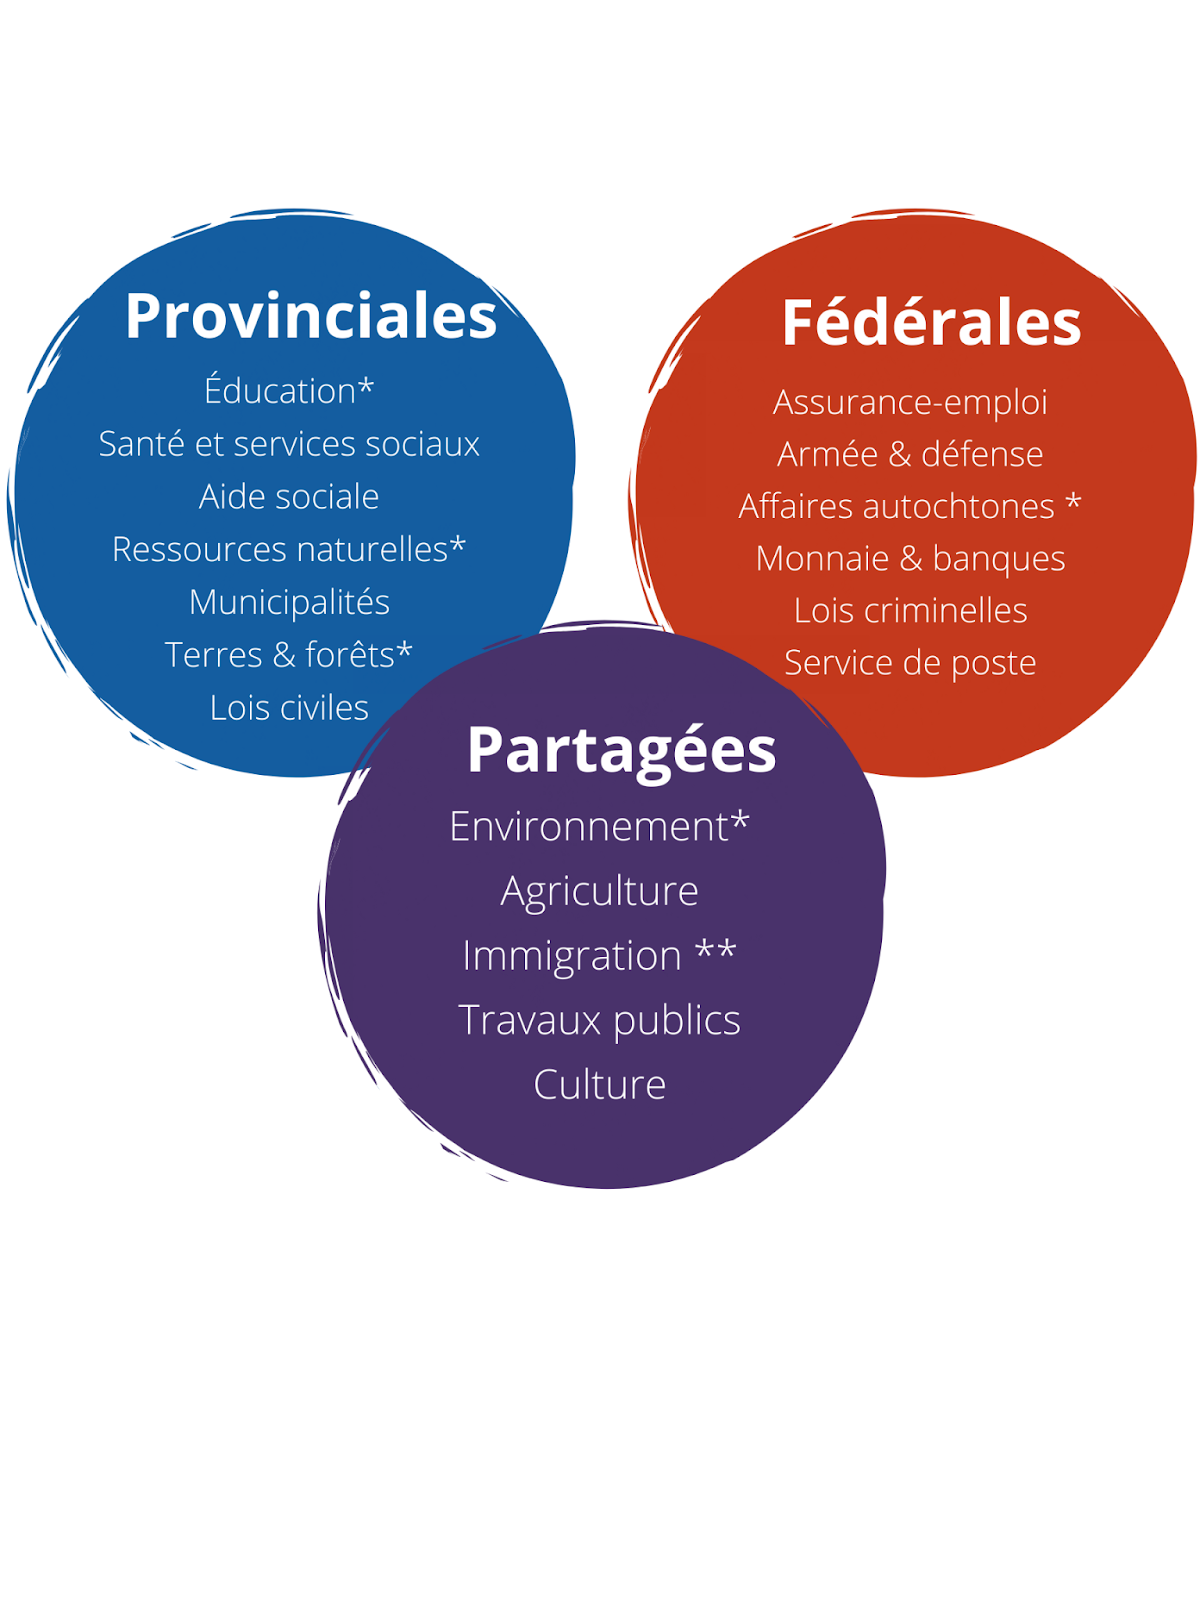 Provinciales
Éducation*
Santé et services sociaux
Aide sociale
Ressources naturelles*
Municipalités
Terres & forêts*
Lois civiles
Fédérales
Assurance-emploi
Armée & défense
Affaires autochtones *
Monnaie & banques
Lois criminelles
Service de poste
Partagées
Environnement*
Agriculture
Immigration **
Travaux publics
Culture